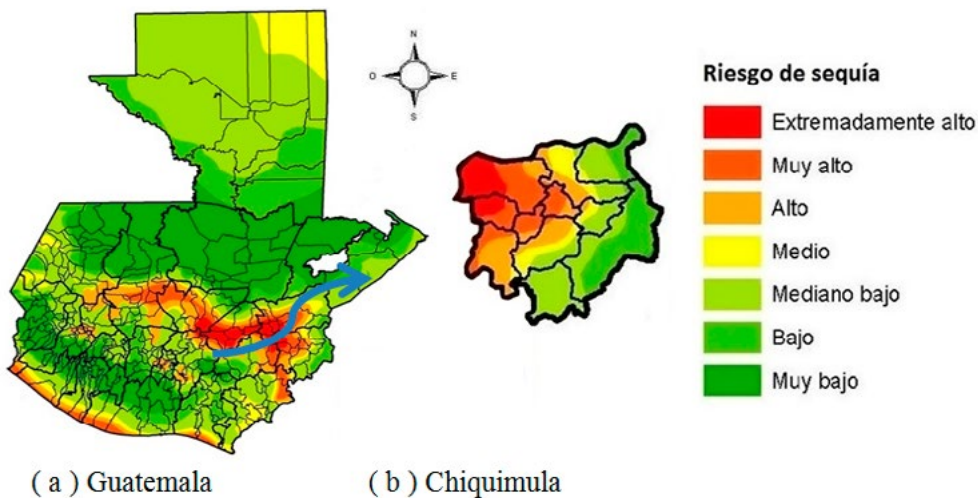 N
O
E
S
Riesgo de sequía
Extremadamente alto
Muy alto
Alto
Medio
Mediano bajo
Bajo
Muy bajo
( a ) Guatemala
( b ) Chiquimula